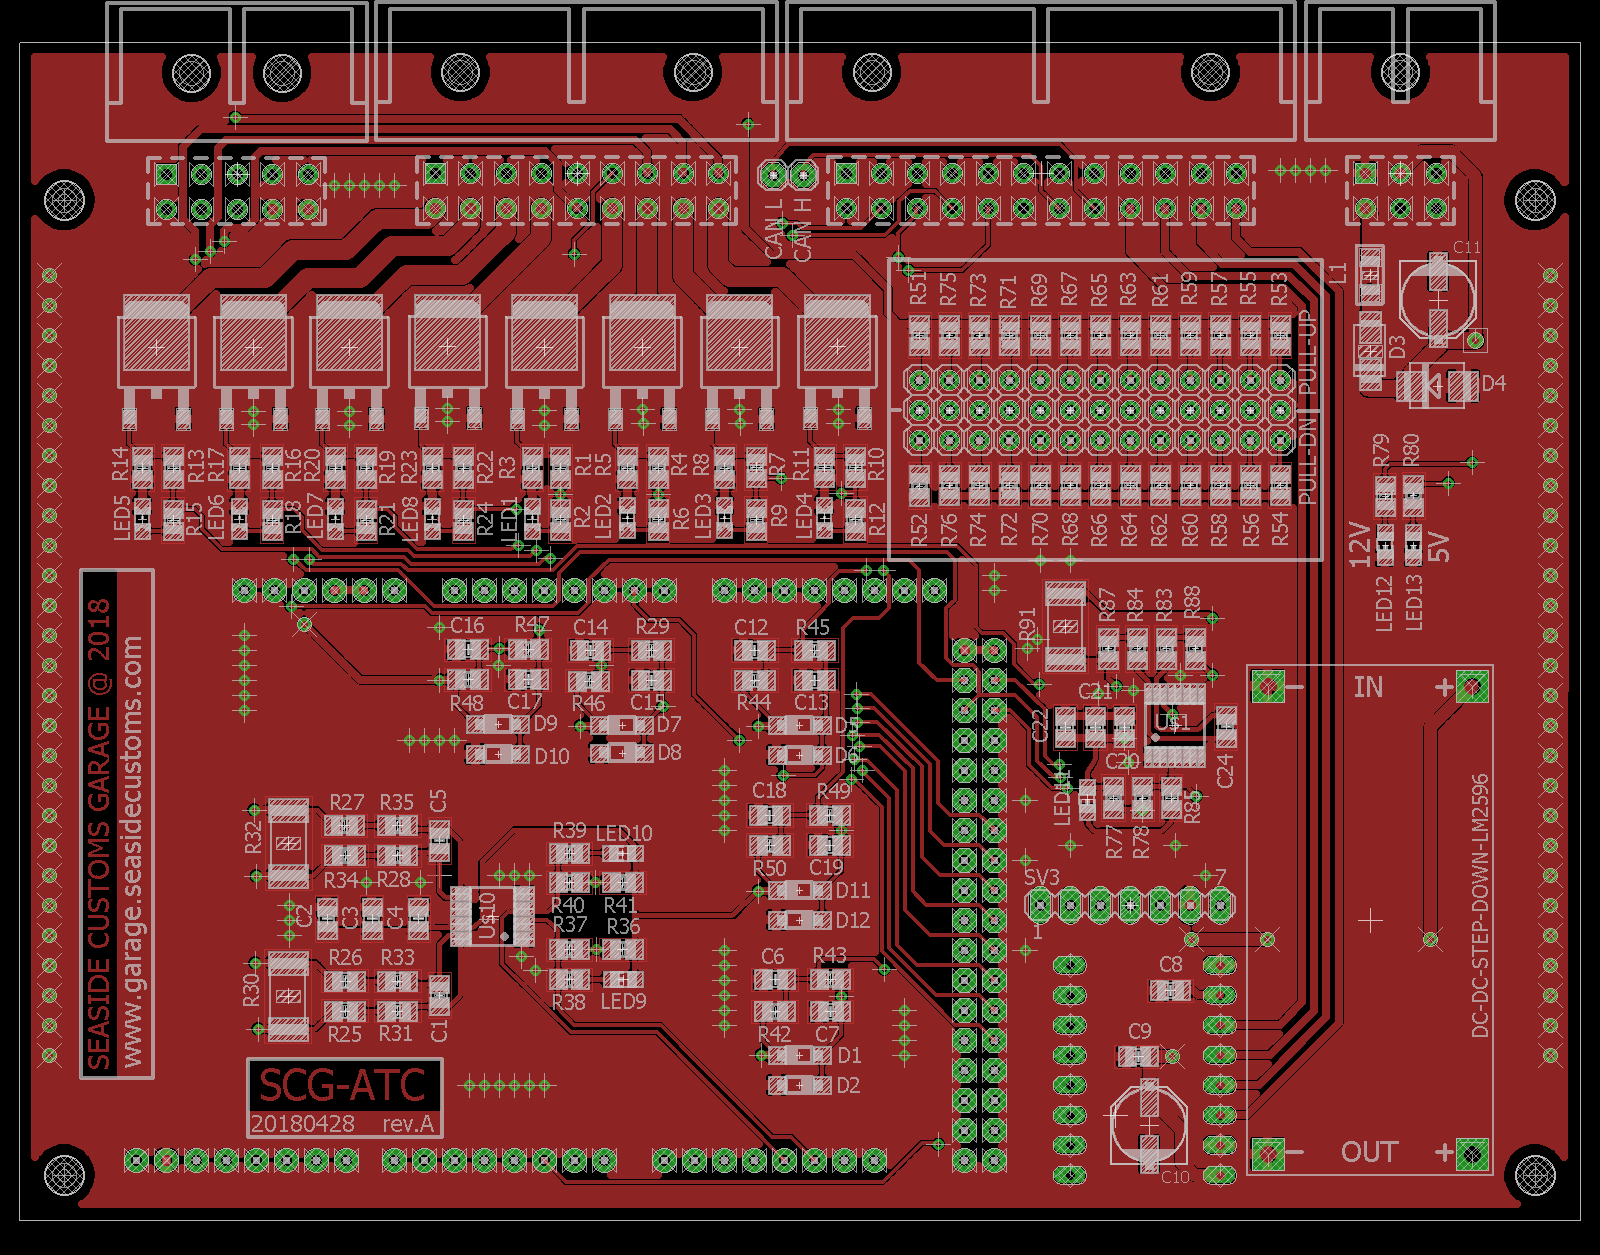 CAN L
CAN H
C11
L1
D3
D4
R51
R75
R73
R71
R69
R67
R65
R63
R61
R59
R57
R55
R53
PULL-UP
PULL-DN
R52
R76
R74
R72
R70
R68
R66
R64
R62
R60
R58
R56
R54
R14
R13
R17
R16
R20
R19
R23
R22
R3
R1
R5
R4
R8
R7
R11
R10
LED5
R15
LED6
R18
LED7
LED8
R24
LED1
R2
LED2
R6
LED3
R9
LED4
R12
R79
R80
12V
5V
LED12
LED13
SEASIDE CUSTOMS GARAGE @ 2018
www.garage.seasidecustoms.com
C16
R47
C14
R29
C12
R45
R48
C17
R46
C15
R44
C13
D9
D7
D5
D10
D8
D6
R91
R87
R84
R83
R88
C21
C22
C20
C24
LED11
R77
R78
R85
IN
- +
C18
R49
R50
C19
D11
D12
R27
R35
C5
R32
R34
R28
C2
C3
C4
R39
LED10
R40
R41
R37
R36
R38
LED9
R26
R33
R30
R25
R31
C1
SV3
1
7
C6
R43
R42
C7
D1
D2
C8
C9
C10
DC-DC-STEP-DOWN-LM2596
- OUT +
SCG-ATC
20180428 rev.A